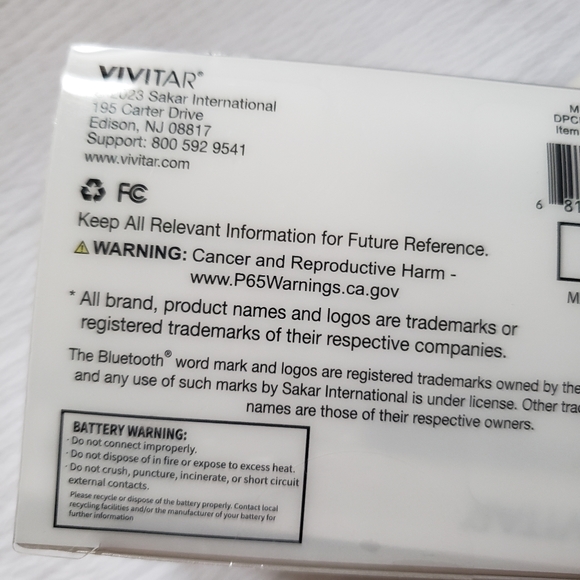 VIVITAR®
Sakar International
195 Carter Drive
Edison, NJ 08817
Support: 800 592 9541
www.vivitar.com
FC
Keep All Relevant Information for Future Reference.
WARNING: Cancer and Reproductive Harm -
www.P65Warnings.ca.gov
* All brand, product names and logos are trademarks or
registered trademarks of their respective companies.
The Bluetooth® word mark and logos are registered trademarks owned by the
and any use of such marks by Sakar International is under license. Other
names are those of their respective owners.
BATTERY WARNING:
· Do not connect improperly.
· Do not dispose of in fire or expose to excess heat.
· Do not crush, puncture, incinerate, or short circuit
external contacts.
Please recycle or dispose of the battery properly. Contact local
recycling facilities and/or the manufacturer of your battery for
further information
Item
6 81